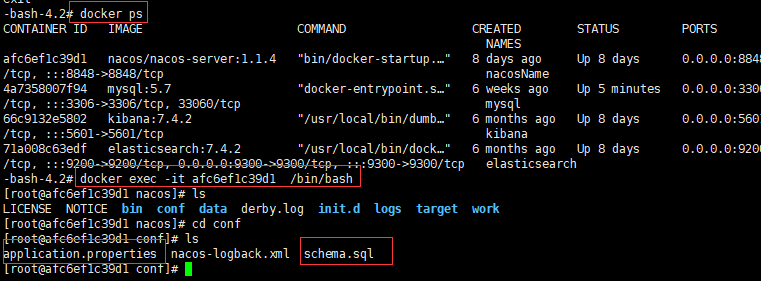 exit
-bash-4.2# docker ps
CONTAINER ID   IMAGE                       COMMAND                  CREATED        STATUS         PORTS
NAMES
afc6ef1c39d1   nacos/nacos-server:1.1.4   "bin/docker-startup.…"   8 days ago     Up 8 days      0.0.0.0:8848
/tcp, :::8848->8848/tcp   nacosName
4a7358007f94   mysql:5.7   "docker-entrypoint.s…"   6 weeks ago   Up 5 minutes   0.0.0.0:3306
/tcp, :::3306->3306/tcp, 33060/tcp   mysql
66c9132e5802   kibana:7.4.2   "/usr/local/bin/dumb…"   6 months ago   Up 8 days   0.0.0.0:5601
/tcp, :::5601->5601/tcp   kibana
71a008c63edf   elasticsearch:7.4.2   "/usr/local/bin/dock…"   6 months ago   Up 8 days   0.0.0.0:9200
/tcp, :::9200->9200/tcp, 0.0.0.0:9300->9300/tcp, :::9300->9300/tcp   elasticsearch
-bash-4.2# docker exec -it afc6ef1c39d1  /bin/bash
[root@afc6ef1c39d1 nacos]# ls
LICENSE  NOTICE  bin  conf  data  derby.log  init.d  logs  target  work
[root@afc6ef1c39d1 nacos]# cd conf
[root@afc6ef1c39d1 conf]# ls
application.properties  nacos-logback.xml  schema.sql
[root@afc6ef1c39d1 conf]#